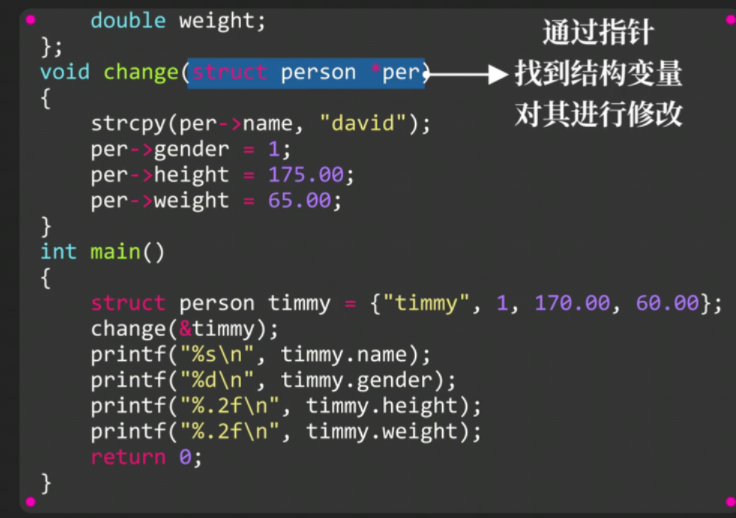 double weight;
};
void change(struct person *per)
通过指针
找到结构变量
对其进行修改
{
    strcpy(per->name, "david");
    per->gender = 1;
    per->height = 175.00;
    per->weight = 65.00;
}
int main()
{
    struct person timmy = {"timmy", 1, 170.00, 60.00};
    change(&timmy);
    printf("%s\n", timmy.name);
    printf("%d\n", timmy.gender);
    printf("%.2f\n", timmy.height);
    printf("%.2f\n", timmy.weight);
    return 0;
}